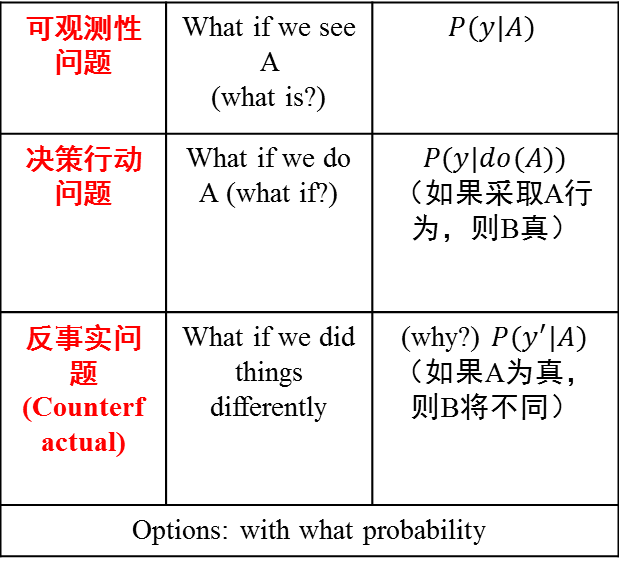 可观测性
问题
What if we see
A
(what is?)
P(y|A)
决策行动
问题
What if we do
A (what if?)
P(y|do(A))
（如果采取A行
为，则B真）
反事实问
题
(Counterf
actual)
What if we did
things
differently
(why?) P(y′|A)
（如果A为真，
则B将不同）
Options: with what probability